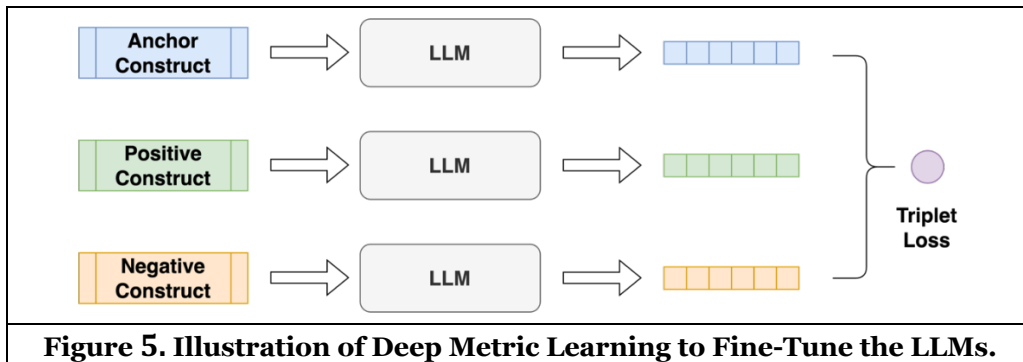 Anchor
Construct
LLM
Positive
Construct
LLM
Triplet
Loss
Negative
Construct
LLM
Figure 5. Illustration of Deep Metric Learning to Fine-Tune the LLMs.